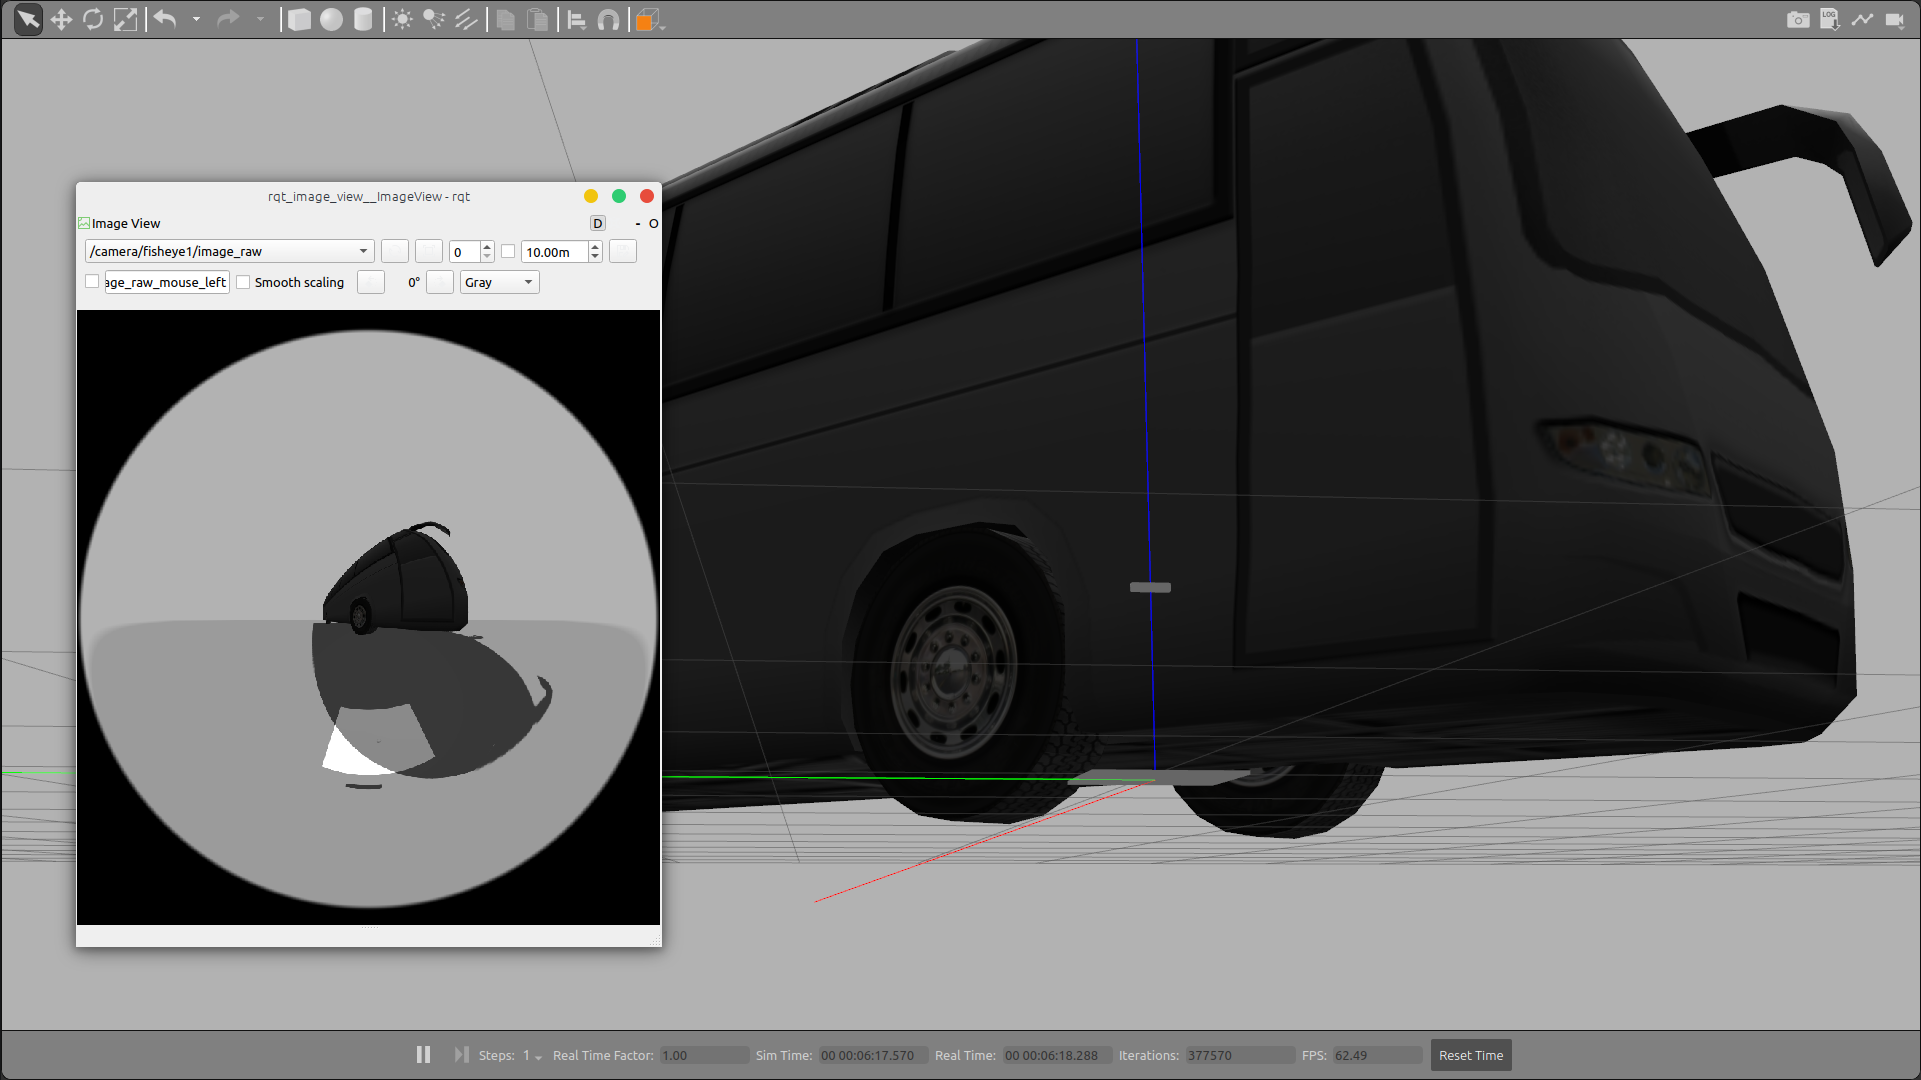 LOG
rqt_image_view__ImageView - rqt
Image View
D
- O
/camera/fisheye1/image_raw
0
10.00m
age_raw_mouse_left
Smooth scaling
0°
Gray
Steps: 1
Real Time Factor: 1.00
Sim Time: 00 00:06:17.570
Real Time: 00 00:06:18.288
Iterations: 377570
FPS: 62.49
Reset Time